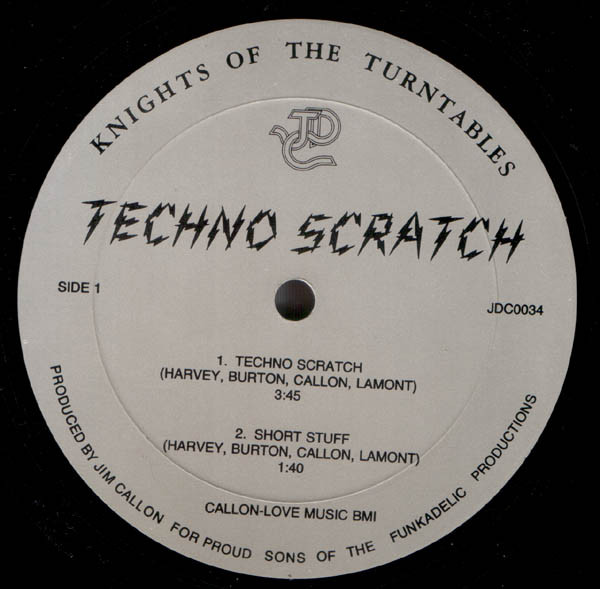 KNIGHTS OF THE TURNTABLES
JDC
TECHNO SCRATCH
SIDE 1
JDC0034
1. TECHNO SCRATCH
(HARVEY, BURTON, CALLON, LAMONT)
3:45
2. SHORT STUFF
(HARVEY, BURTON, CALLON, LAMONT)
1:40
CALLON-LOVE MUSIC BMI
PRODUCED BY JIM CALLON FOR PROUD SONS OF THE FUNKADELIC PRODUCTIONS